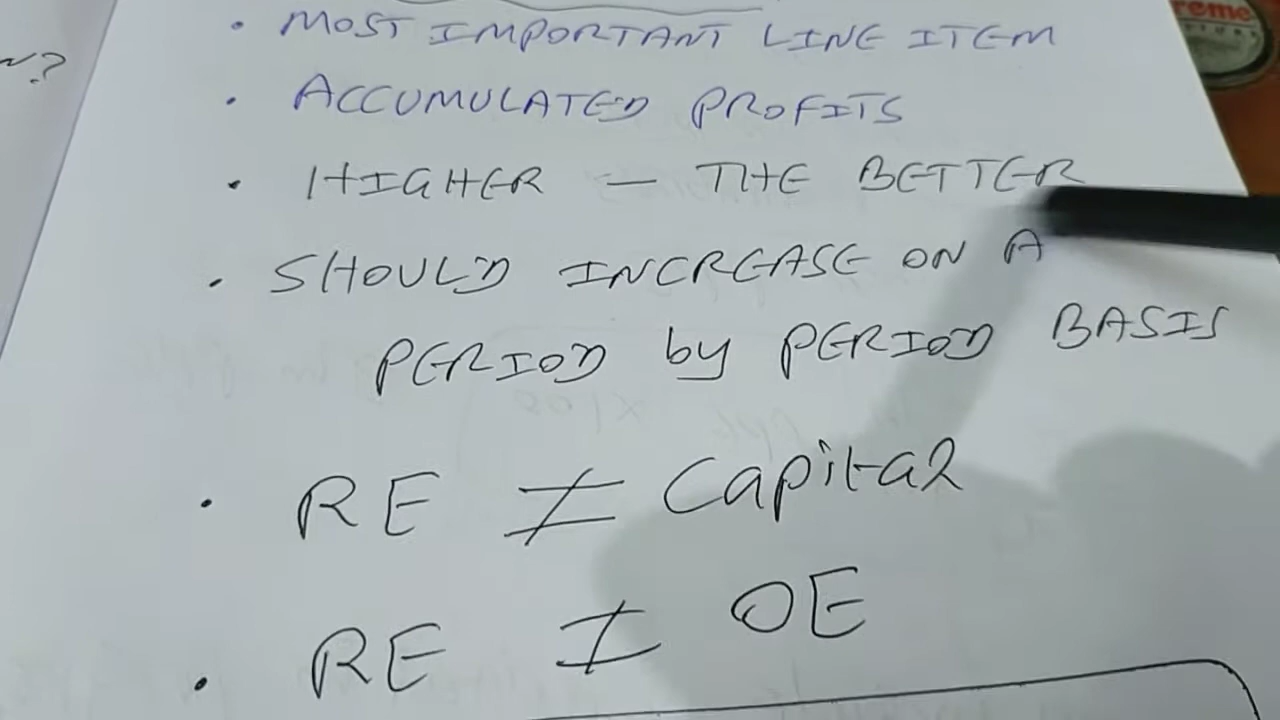 • MOST IMPORTANT LINE ITEM
• ACCUMULATED PROFITS
• HIGHER — THE BETTER
• SHOULD INCREASE ON A
PERIOD by PERIOD BASIS
• RE ≠ Capital
• RE ≠ OE